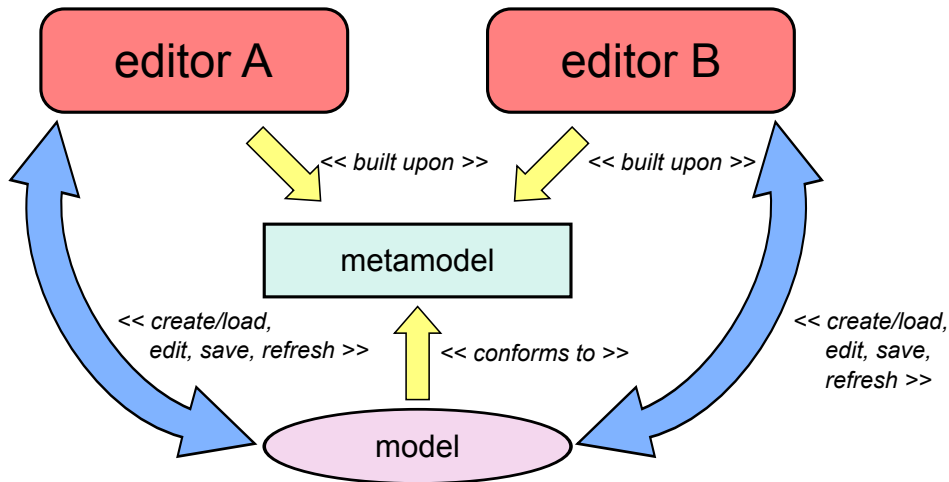 editor A
editor B
<< built upon >>
<< built upon >>
metamodel
<< create/load,
edit, save, refresh >>
<< conforms to >>
<< create/load,
edit, save,
refresh >>
model